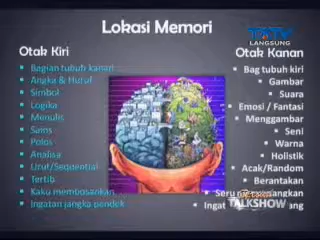 Lokasi Memori
LANGSUNG
Otak Kiri
Bagian tubuh kanan
Angka & Huruf
Simbol
Logika
Menulis
Sains
Polos
Analisa
Urut/Sequential
Tertib
Kaku membosankan
Ingatan jangka pendek
Otak Kanan
Bag tubuh kiri
Gambar
Suara
Emosi / Fantasi
Menggambar
Seni
Warna
Holistik
Acak/Random
Berantakan
Seru
TALKSHOW